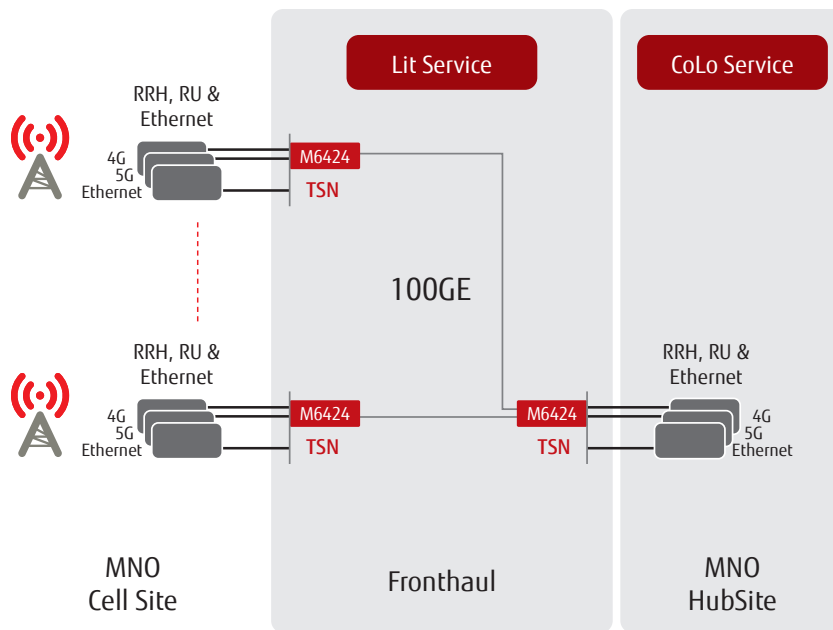 Lit Service
CoLo Service
RRH, RU &
Ethernet
4G
5G
Ethernet
M6424
TSN
100GE
RRH, RU &
Ethernet
4G
5G
Ethernet
M6424
TSN
M6424
TSN
RRH, RU &
Ethernet
4G
5G
Ethernet
MNO
Cell Site
Fronthaul
MNO
HubSite